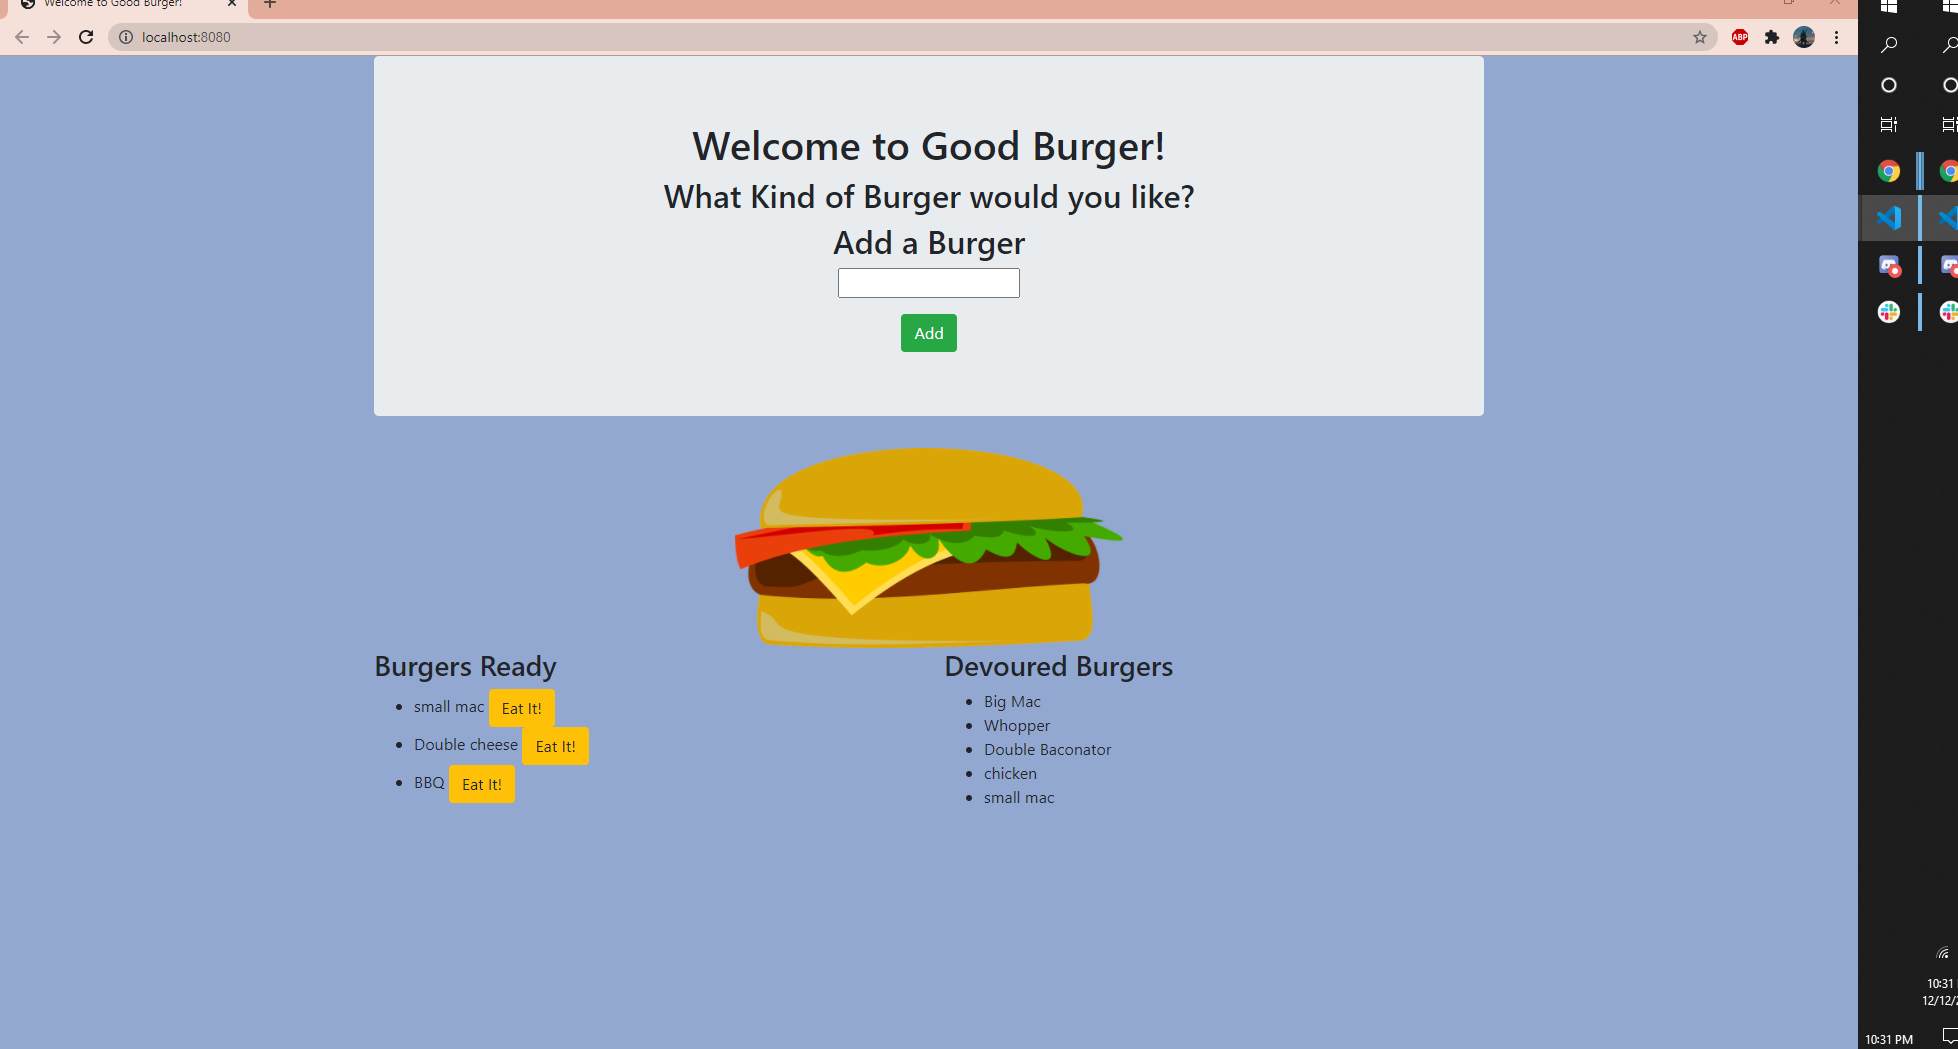 Welcome to Good Burger!
localhost:8080
ABP
Welcome to Good Burger!
What Kind of Burger would you like?
Add a Burger
Add
Burgers Ready
small mac Eat It!
Double cheese Eat It!
BBQ Eat It!
Devoured Burgers
Big Mac
Whopper
Double Baconator
chicken
small mac
10:31
12/12/
10:31 PM